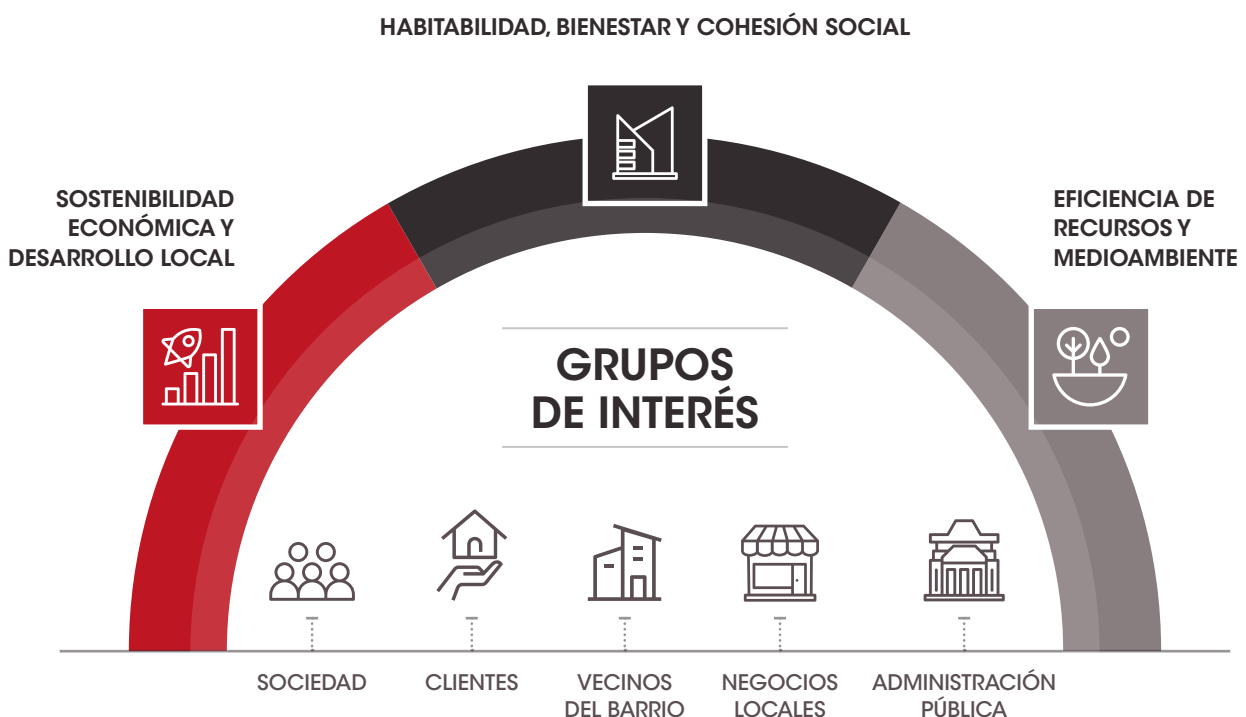 HABITABILIDAD, BIENESTAR Y COHESIÓN SOCIAL
SOSTENIBILIDAD
ECONÓMICA Y
DESARROLLO LOCAL
EFICIENCIA DE
RECURSOS Y
MEDIOAMBIENTE
GRUPOS
DE INTERÉS
SOCIEDAD
CLIENTES
VECINOS
DEL BARRIO
NEGOCIOS
LOCALES
ADMINISTRACIÓN
PÚBLICA